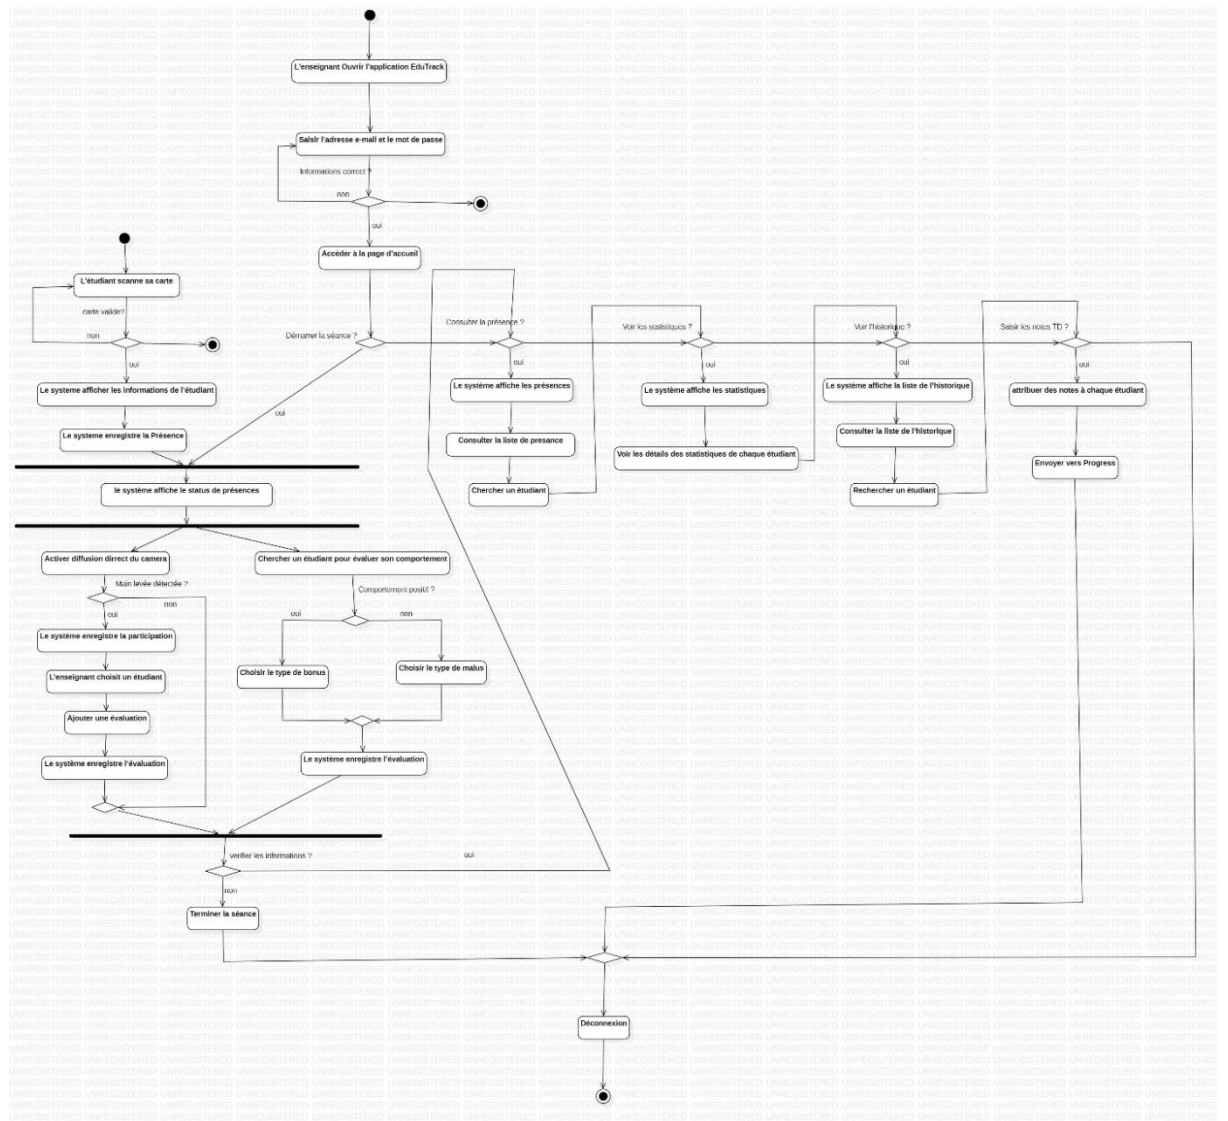 L'enseignant Ouvrir l'application EduTrack
Saisir l'adresse e-mail et le mot de passe
Informations correct ?
non
oui
Accéder à la page d'accueil
L'étudiant scanne sa carte
carte valide?
non
oui
Le systeme afficher les informations de l'étudiant
Le systeme enregistre la Présence
Démarrer la séance ?
oui
Consulter la présence ?
oui
Le système affiche les présences
Consulter la liste de presance
Chercher un étudiant
Voir les statistiques ?
oui
Le système affiche les statistiques
Voir les détails des statistiques de chaque étudiant
Voir l'historique ?
oui
Le système affiche la liste de l'historique
Consulter la liste de l'historique
Rechercher un étudiant
Saisir les notes TD ?
oui
attribuer des notes à chaque étudiant
Envoyer vers Progress
le système affiche le status de présences
Activer diffusion dirrect du camera
Main levée détectée ?
non
oui
Le système enregistre la participation
L'enseignant choisit un étudiant
Ajouter une évaluation
Le système enregistre l'évaluation
Chercher un étudiant pour évaluer son comportement
Comportement positif ?
oui
non
Choisir le type de bonus
Choisir le type de malus
Le système enregistre l'évaluation
verifier les informations ?
oui
non
Terminer la séance
Déconnexion
UNREGISTERED